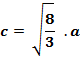 c = √(8/3) . a